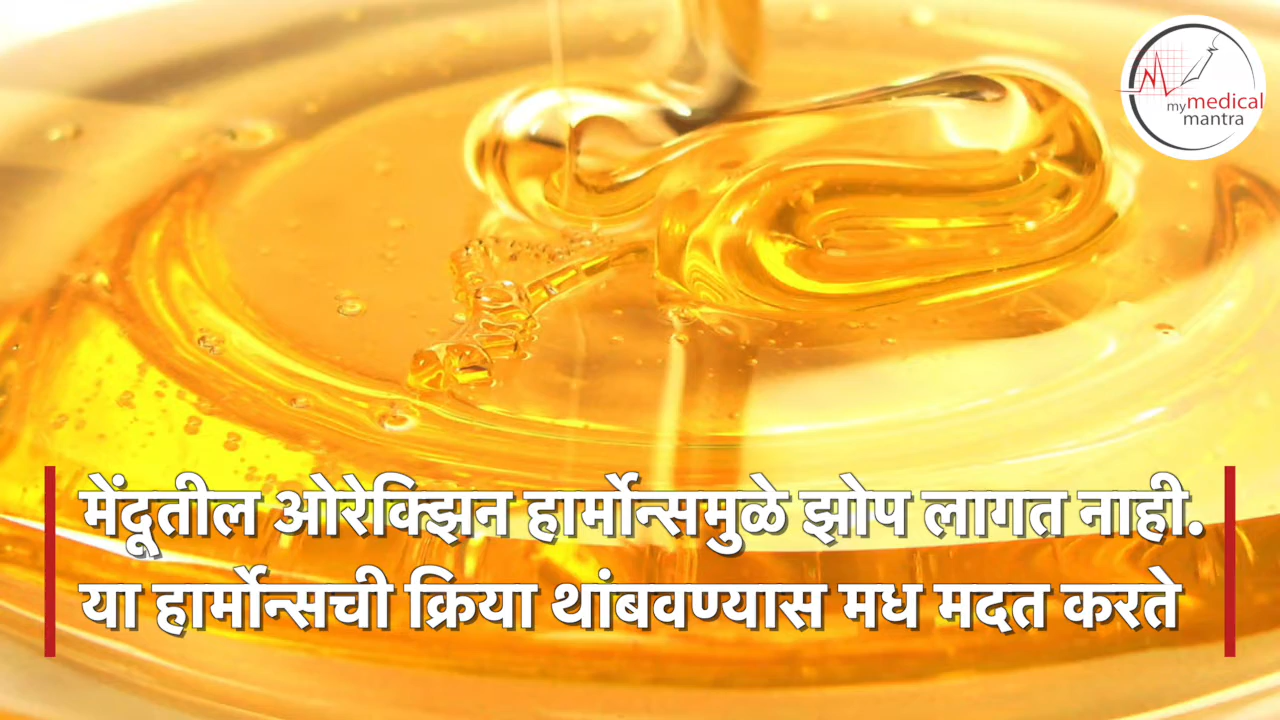 mymedical
mantra
मेंदूतील ओरेक्झिन हार्मोन्समुळे झोप लागत नाही.
या हार्मोन्सची क्रिया थांबवण्यास मध मदत करते